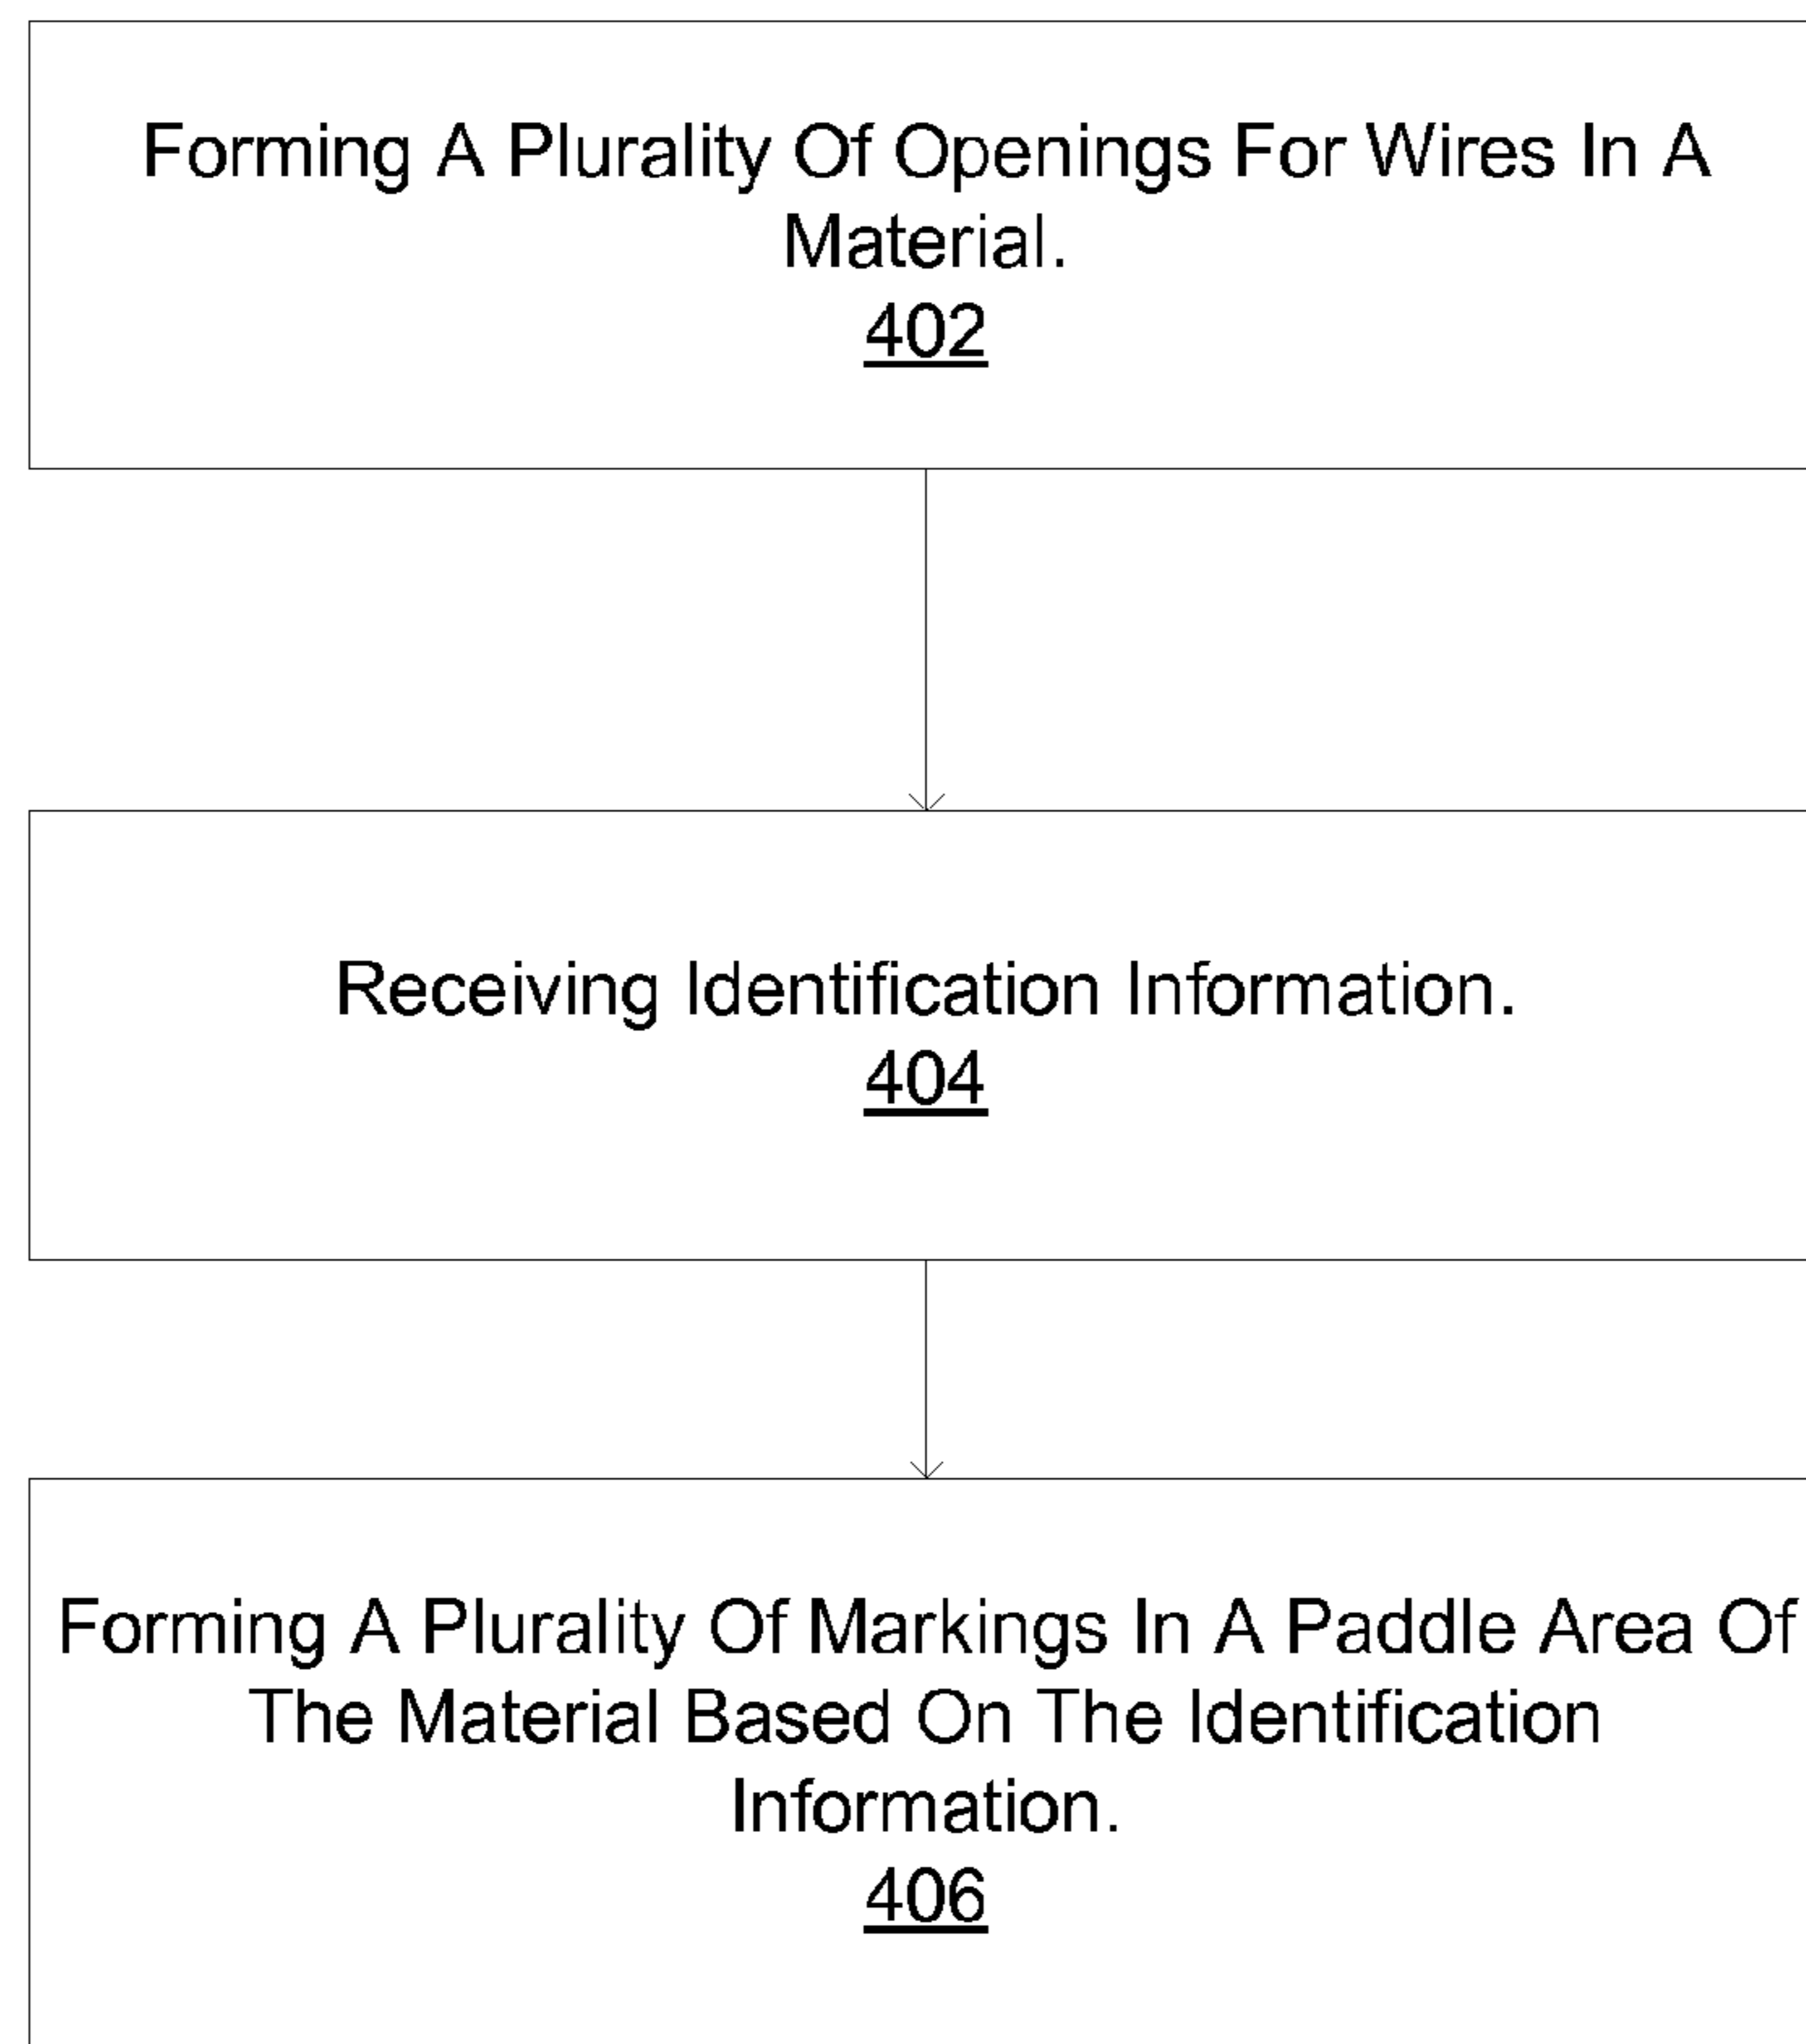 Forming A Plurality Of Openings For Wires In A
Material.
402
Receiving Identification Information.
404
Forming A Plurality Of Markings In A Paddle Area Of
The Material Based On The Identification
Information.
406